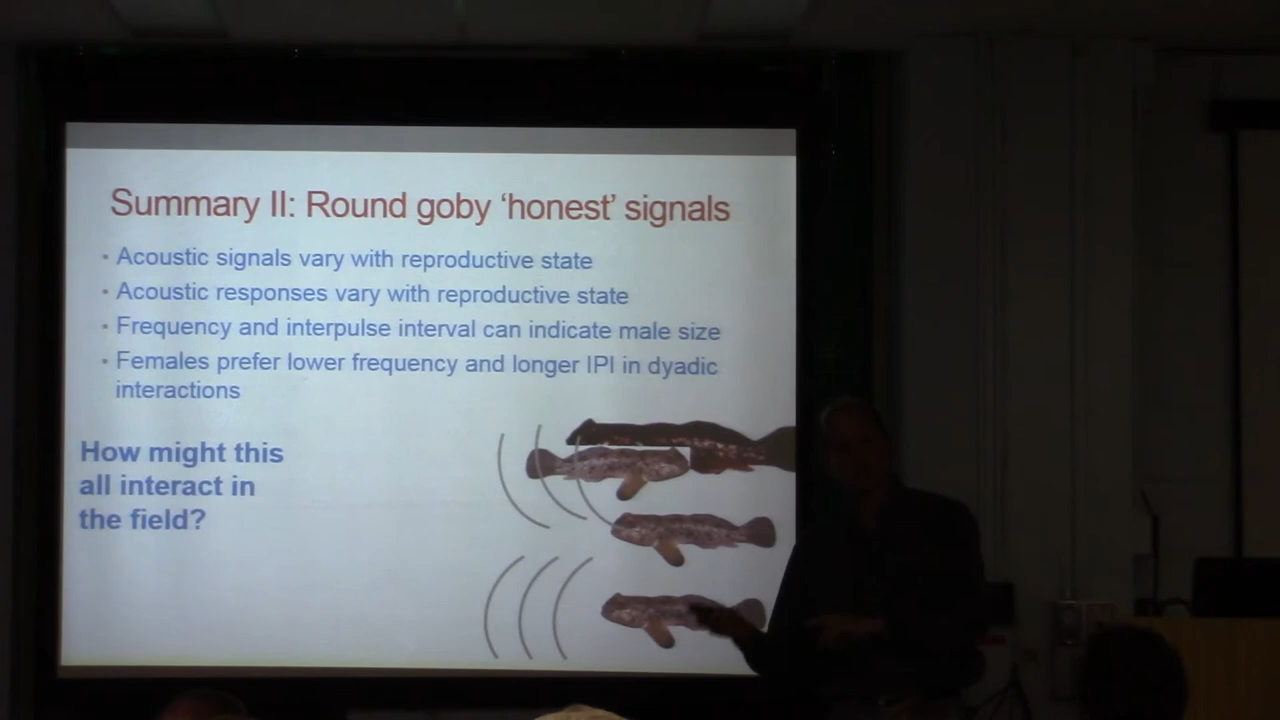 Summary II: Round goby ‘honest’ signals
• Acoustic signals vary with reproductive state
• Acoustic responses vary with reproductive state
• Frequency and interpulse interval can indicate male size
• Females prefer lower frequency and longer IPI in dyadic
interactions
How might this
all interact in
the field?